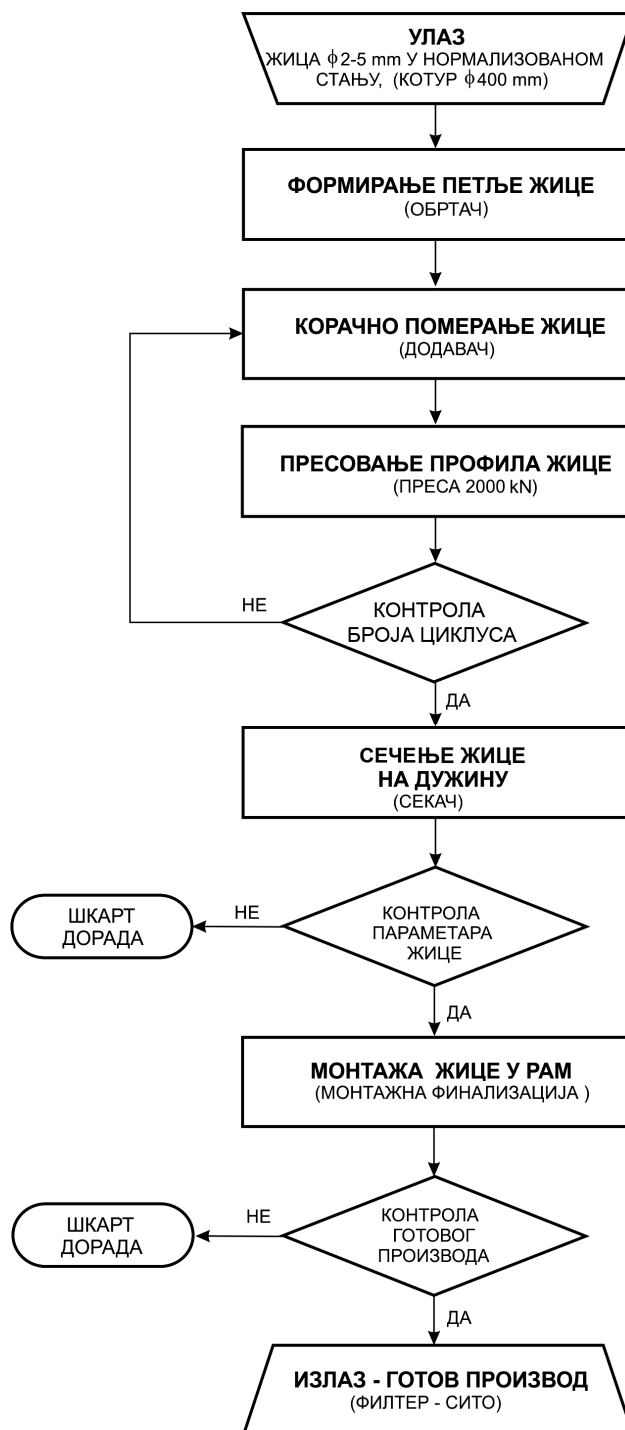 УЛАЗ
ЖИЦА ϕ2-5 mm У НОРМАЛИЗОВАНОМ
СТАЊУ, (КОТУР ϕ400 mm)
ФОРМИРАЊЕ ПЕТЉЕ ЖИЦЕ
(ОБРТАЧ)
КОРАЧНО ПОМЕРАЊЕ ЖИЦЕ
(ДОДАВАЧ)
ПРЕСОВАЊЕ ПРОФИЛА ЖИЦЕ
(ПРЕСА 2000 kN)
НЕ
КОНТРОЛА
БРОЈА ЦИКЛУСА
ДА
СЕЧЕЊЕ ЖИЦЕ
НА ДУЖИНУ
(СЕКАЧ)
ШКАРТ
ДОРАДА
НЕ
КОНТРОЛА
ПАРАМЕТАРА
ЖИЦЕ
ДА
МОНТАЖА ЖИЦЕ У РАМ
(МОНТАЖНА ФИНАЛИЗАЦИЈА )
ШКАРТ
ДОРАДА
НЕ
КОНТРОЛА
ГОТОВОГ
ПРОИЗВОДА
ДА
ИЗЛАЗ - ГОТОВ ПРОИЗВОД
(ФИЛТЕР - СИТО)